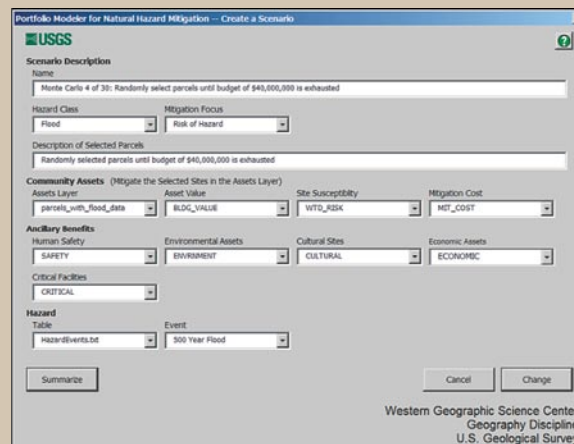 Portfolio Modeler for Natural Hazard Mitigation -- Create a Scenario
USGS
?
Scenario Description
Name
Monte Carlo 4 of 30: Randomly select parcels until budget of $40,000,000 is exhausted
Hazard Class Mitigation Focus
Flood Risk of Hazard
Description of Selected Parcels
Randomly selected parcels until budget of $40,000,000 is exhausted
Community Assets (Mitigate the Selected Sites in the Assets Layer)
Assets Layer Asset Value Site Susceptibilty Mitigation Cost
parcels_with_flood_data BLDG_VALUE WTD_RISK MIT_COST
Ancillary Benefits
Human Safety Environmental Assets Cultural Sites Economic Assets
SAFETY ENVRNMENT CULTURAL ECONOMIC
Critical Facilities
CRITICAL
Hazard
Table Event
HazardEvents.txt 500 Year Flood
Summarize Cancel Change
Western Geographic Science Cente
Geography Disciplin
U.S. Geological Surve